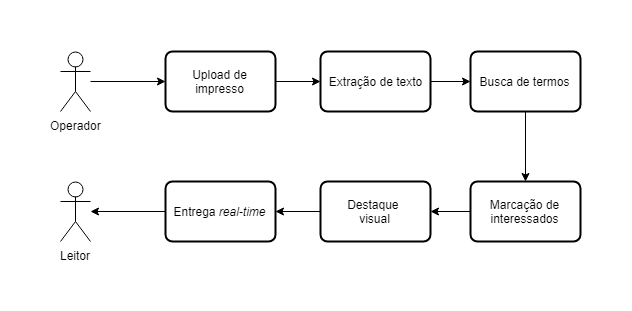 Upload de
impresso
Extração de texto
Busca de termos
Operador
Marcação de
interessados
Destaque
visual
Entrega real-time
Leitor